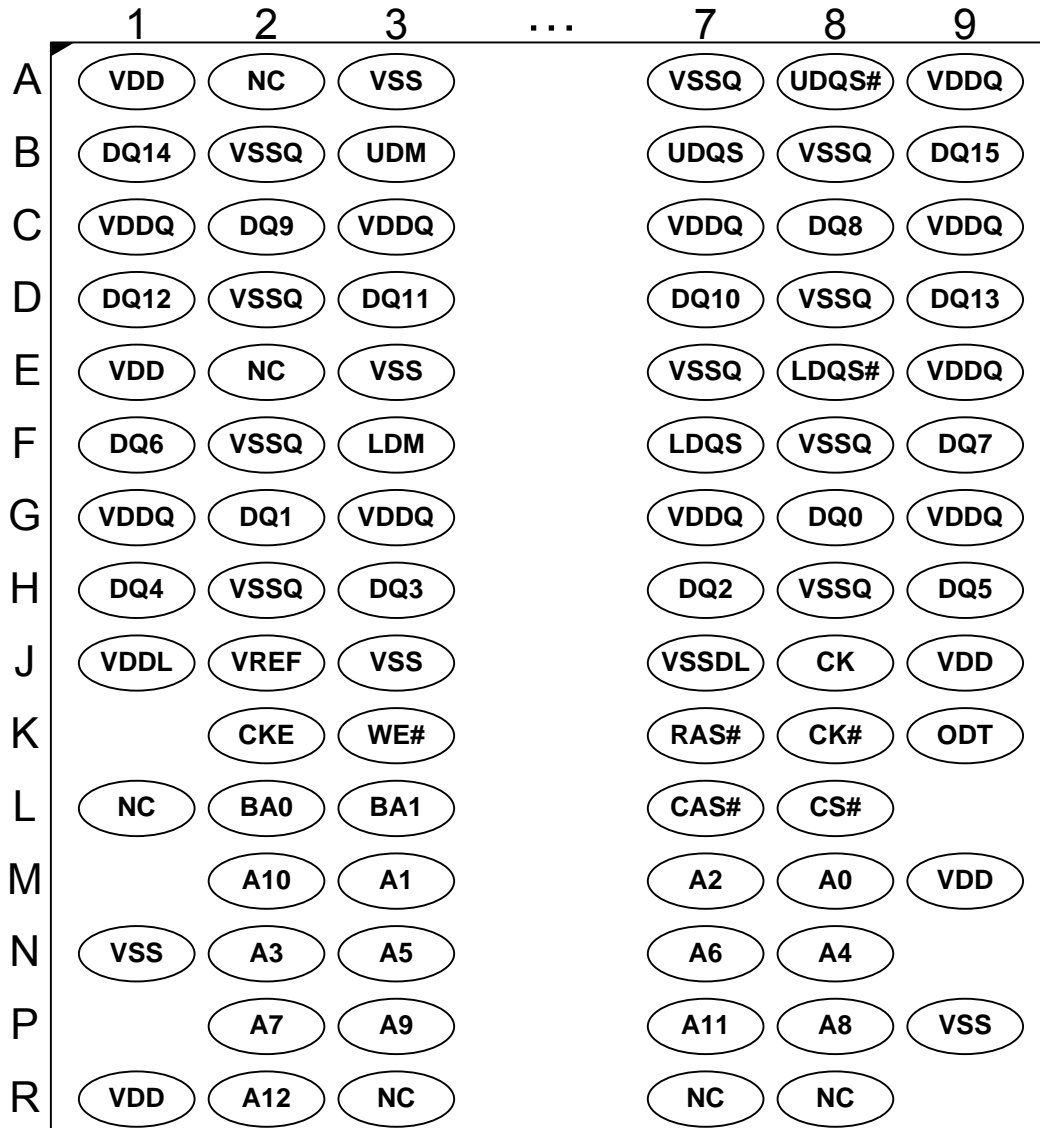 1 2 3 ... 7 8 9
A VDD NC VSS VSSQ UDQS# VDDQ
B DQ14 VSSQ UDM UDQS VSSQ DQ15
C VDDQ DQ9 VDDQ VDDQ DQ8 VDDQ
D DQ12 VSSQ DQ11 DQ10 VSSQ DQ13
E VDD NC VSS VSSQ LDQS# VDDQ
F DQ6 VSSQ LDM LDQS VSSQ DQ7
G VDDQ DQ1 VDDQ VDDQ DQ0 VDDQ
H DQ4 VSSQ DQ3 DQ2 VSSQ DQ5
J VDDL VREF VSS VSSDL CK VDD
K CKE WE# RAS# CK# ODT
L NC BA0 BA1 CAS# CS#
M A10 A1 A2 A0 VDD
N VSS A3 A5 A6 A4
P A7 A9 A11 A8 VSS
R VDD A12 NC NC NC